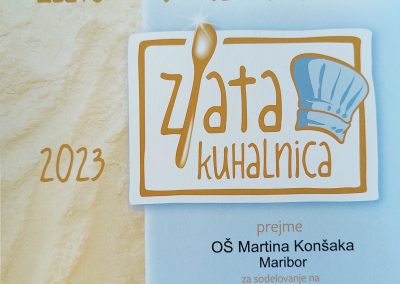 zlata
kuhalnica
2023
prejme
OŠ Martina Konšaka
Maribor
za sodelovanje na